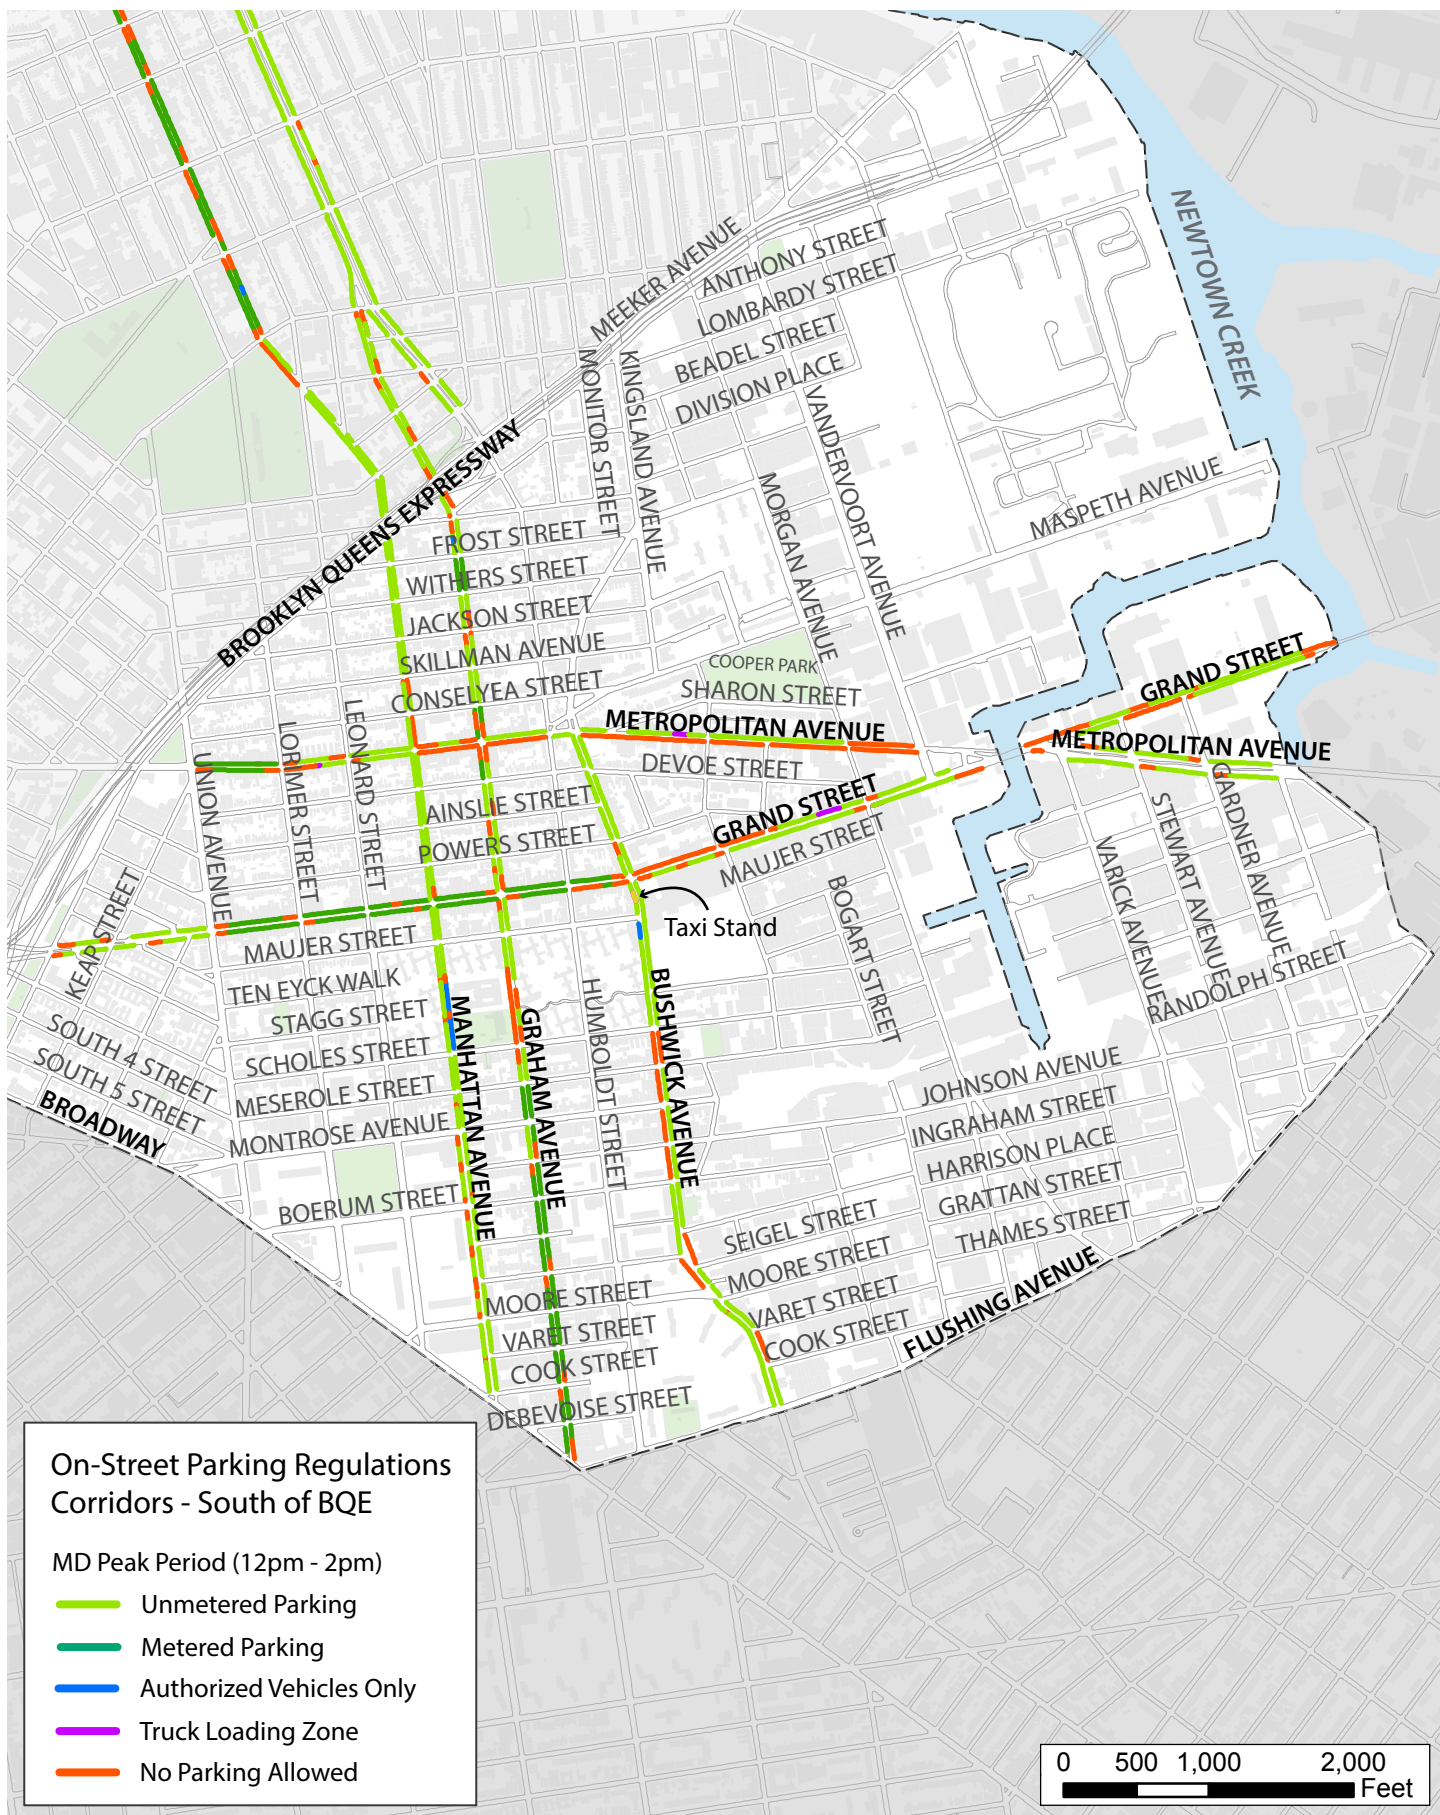 NEWTOWN CREEK
MEEKER AVENUE
ANTHONY STREET
LOMBARDY STREET
BEADEL STREET
DIVISION PLACE
MONITOR STREET
KINGSLAND AVENUE
VANDERVOORT AVENUE
MORGAN AVENUE
MASPETH AVENUE
BROOKLYN QUEENS EXPRESSWAY
FROST STREET
WITHERS STREET
JACKSON STREET
SKILLMAN AVENUE
CONSELYEA STREET
COOPER PARK
SHARON STREET
METROPOLITAN AVENUE
DEVOE STREET
GRAND STREET
METROPOLITAN AVENUE
UNION AVENUE
LORIMER STREET
LEONARD STREET
AINSLIE STREET
POWERS STREET
GRAND STREET
MAUJER STREET
GARDNER AVENUE
STEWART AVENUE
VARICK AVENUE
RANDOLPH STREET
BOGART STREET
Taxi Stand
KEAP STREET
MAUJER STREET
TEN EYCK WALK
STAGG STREET
SCHOLES STREET
MESEROLE STREET
MONTROSE AVENUE
SOUTH 4 STREET
SOUTH 5 STREET
BROADWAY
BOERUM STREET
MANHATTAN AVENUE
GRAHAM AVENUE
HUMBOLDT STREET
BUSHWICK AVENUE
JOHNSON AVENUE
INGRAHAM STREET
HARRISON PLACE
GRATTAN STREET
THAMES STREET
SEIGEL STREET
MOORE STREET
VARET STREET
COOK STREET
FLUSHING AVENUE
MOORE STREET
VARET STREET
COOK STREET
DEBEVOISE STREET
On-Street Parking Regulations
Corridors - South of BQE
MD Peak Period (12pm - 2pm)
Unmetered Parking
Metered Parking
Authorized Vehicles Only
Truck Loading Zone
No Parking Allowed
0 500 1,000 2,000
Feet